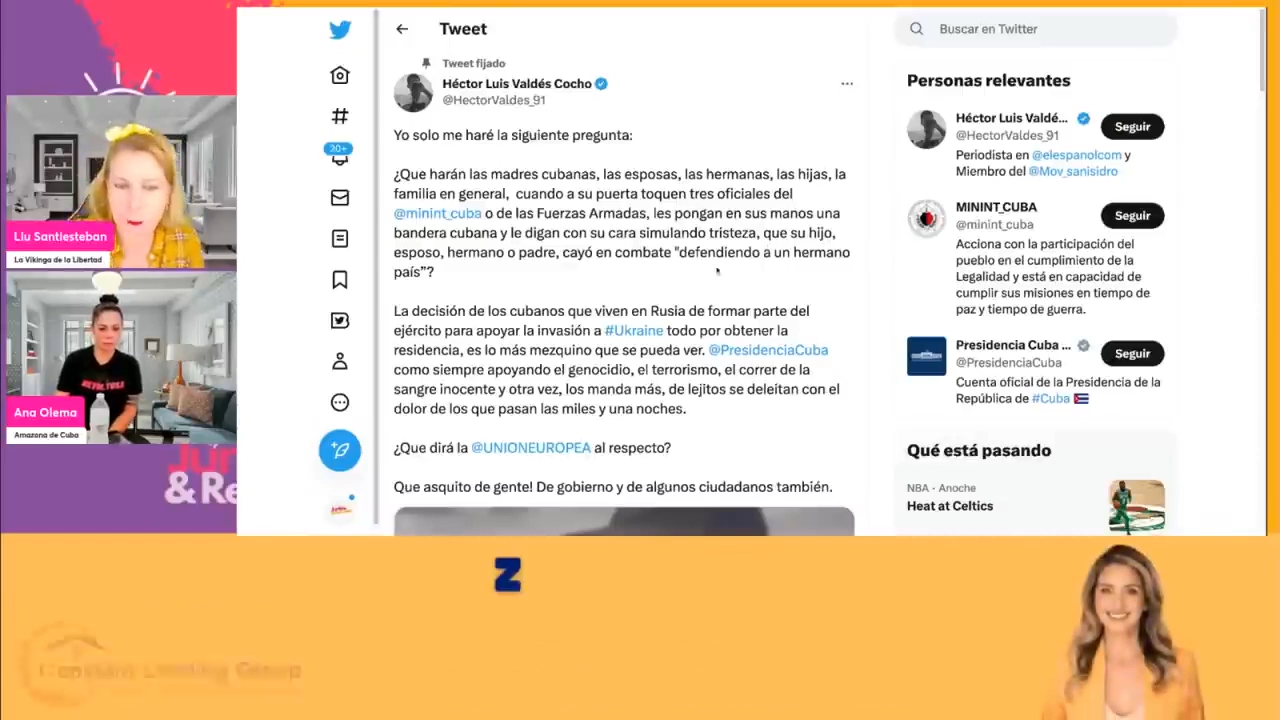 Liu Santiesteban
La Vikinga de la Libertad
Ana Olema
Amazona de Cuba
& Re
20+
Tweet
Tweet fijado
Héctor Luis Valdés Cocho
@HectorValdes_91
Yo solo me haré la siguiente pregunta:
¿Que harán las madres cubanas, las esposas, las hermanas, las hijas, la
familia en general, cuando a su puerta toquen tres oficiales del
@minint_cuba o de las Fuerzas Armadas, les pongan en sus manos una
bandera cubana y le digan con su cara simulando tristeza, que su hijo,
esposo, hermano o padre, cayó en combate "defendiendo a un hermano
país”?
La decisión de los cubanos que viven en Rusia de formar parte del
ejército para apoyar la invasión a #Ukraine todo por obtener la
residencia, es lo más mezquino que se pueda ver. @PresidenciaCuba
como siempre apoyando el genocidio, el terrorismo, el correr de la
sangre inocente y otra vez, los manda más, de lejitos se deleitan con el
dolor de los que pasan las miles y una noches.
¿Que dirá la @UNIONEUROPEA al respecto?
Que asquito de gente! De gobierno y de algunos ciudadanos también.
Buscar en Twitter
Personas relevantes
Héctor Luis Valdé...
@HectorValdes_91
Seguir
Periodista en @elespanolcom y
Miembro del @Mov_sanisidro
MININT_CUBA
@minint_cuba
Seguir
Acciona con la participación del
pueblo en el cumplimiento de la
Legalidad y está en capacidad de
cumplir sus misiones en tiempo de
paz y tiempo de guerra.
Presidencia Cuba ...
@PresidenciaCuba
Seguir
Cuenta oficial de la Presidencia de la
República de #Cuba
Qué está pasando
NBA · Anoche
Heat at Celtics
Z
Lending Group